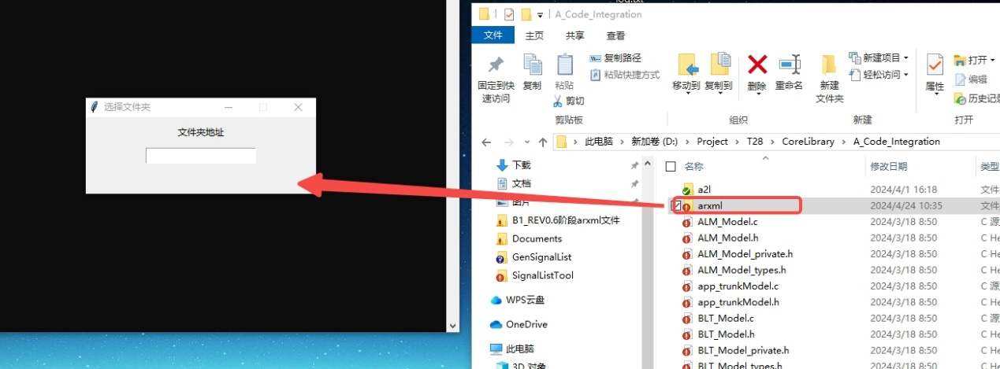 选择文件夹
文件夹地址
A_Code_Integration
文件 主页 共享 查看
固定到快
速访问
复制
粘贴
复制路径
粘贴快捷方式
剪切
移动到
复制到
删除
重命名
新建
文件夹
新建项目
轻松访问
属性
打开
编辑
历史记录
剪贴板 组织 新建 打开
此电脑 新加卷 (D:) Project T28 CoreLibrary A_Code_Integration
下载
文档
图片
B1_REV0.6阶段arxml文件
Documents
GenSignalList
SignalListTool
WPS云盘
OneDrive
此电脑
3D 对象
名称 修改日期 类型
a2l 2024/4/1 16:18 文件
arxml 2024/4/24 10:35 文件
ALM_Model.c 2024/3/18 8:50 C 源
ALM_Model.h 2024/3/18 8:50 C He
ALM_Model_private.h 2024/3/18 8:50 C He
ALM_Model_types.h 2024/3/18 8:50 C He
app_trunkModel.c 2024/3/18 8:50 C 源
app_trunkModel.h 2024/3/18 8:50 C He
BLT_Model.c 2024/3/18 8:50 C 源
BLT_Model.h 2024/3/18 8:50 C He
BLT_Model_private.h 2024/3/18 8:50 C He
BLT_Model_types.h 2024/3/18 8:50 C He